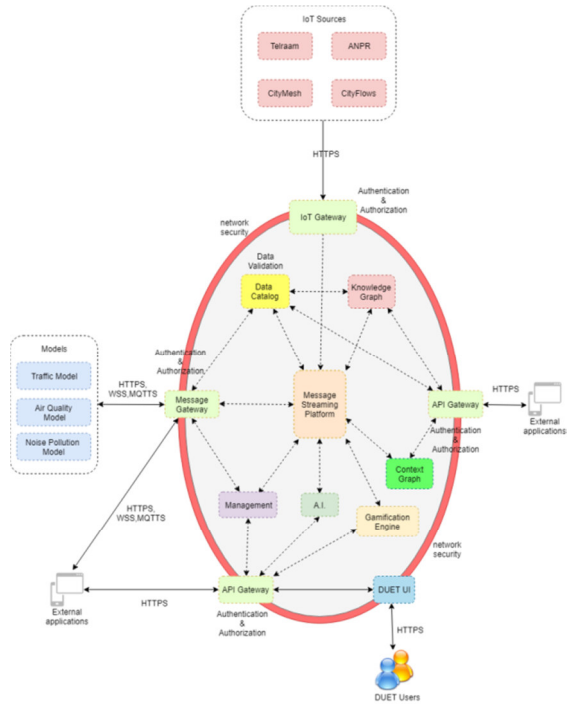 IoT Sources
Telraam
ANPR
CityMesh
CityFlows
HTTPS
Authentication
&
Authorization
IoT Gateway
network
security
Data
Validation
Data
Catalog
Knowledge
Graph
Models
Traffic Model
Air Quality
Model
Noise Pollution
Model
HTTPS,
WSS,MQTTS
Authentication
&
Authorization
Message
Gateway
Message
Streaming
Platform
API Gateway
HTTPS
External
applications
Authentication
&
Authorization
Context
Graph
Management
A.I.
Gamification
Engine
HTTPS,
WSS,MQTTS
network
security
External
applications
HTTPS
API Gateway
Authentication
&
Authorization
DUET UI
HTTPS
DUET Users